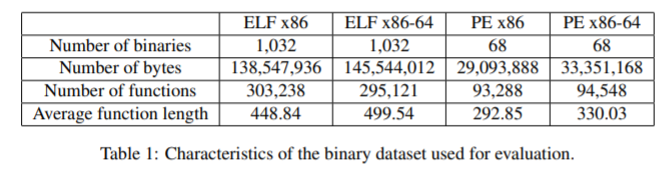 ELF x86 ELF x86-64 PE x86 PE x86-64
Number of binaries 1,032 1,032 68 68
Number of bytes 138,547,936 145,544,012 29,093,888 33,351,168
Number of functions 303,238 295,121 93,288 94,548
Average function length 448.84 499.54 292.85 330.03
Table 1: Characteristics of the binary dataset used for evaluation.